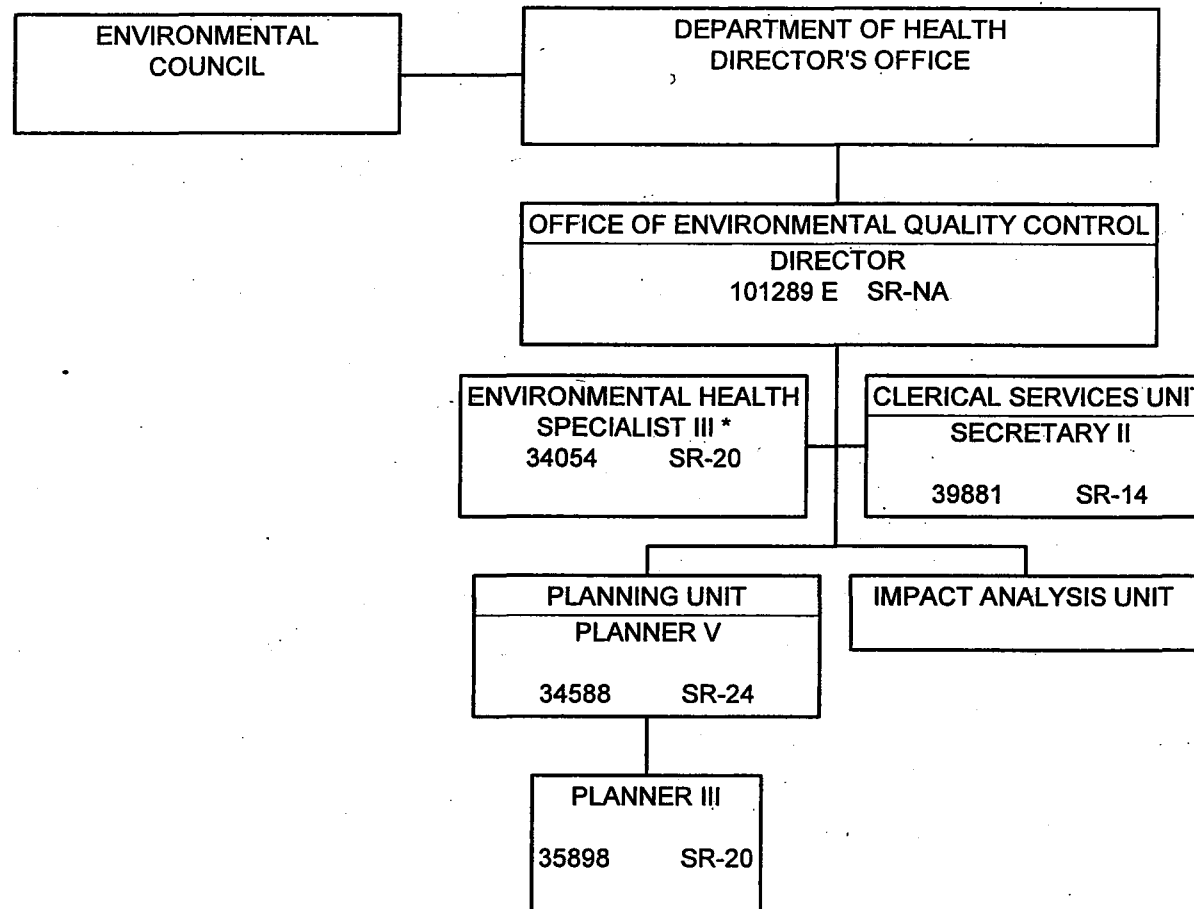 ENVIRONMENTAL
COUNCIL
DEPARTMENT OF HEALTH
DIRECTOR'S OFFICE
OFFICE OF ENVIRONMENTAL QUALITY CONTROL
DIRECTOR
101289 E SR-NA
ENVIRONMENTAL HEALTH
SPECIALIST III *
34054 SR-20
CLERICAL SERVICES UNIT
SECRETARY II
39881 SR-14
PLANNING UNIT
PLANNER V
34588 SR-24
IMPACT ANALYSIS UNIT
PLANNER III
35898 SR-20